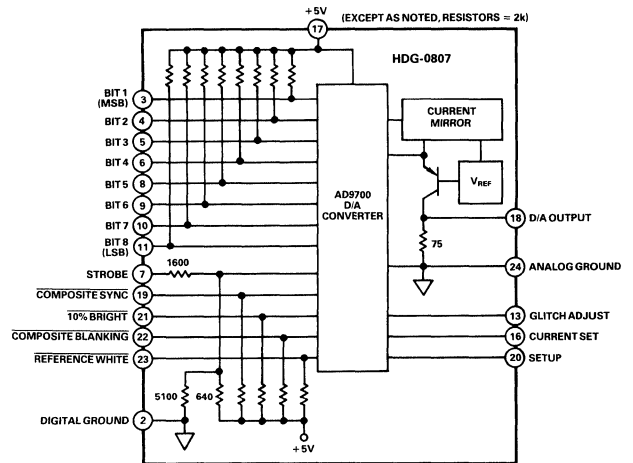 +5V
(EXCEPT AS NOTED, RESISTORS = 2k)
17
HDG-0807
BIT 1
(MSB)
3
BIT 2
4
BIT 3
5
BIT 4
6
BIT 5
8
BIT 6
9
BIT 7
10
BIT 8
(LSB)
11
1600
STROBE
7
COMPOSITE SYNC
19
10% BRIGHT
21
COMPOSITE BLANKING
22
REFERENCE WHITE
23
5100
640
DIGITAL GROUND
2
+5V
AD9700
D/A
CONVERTER
CURRENT
MIRROR
VREF
75
18
D/A OUTPUT
24
ANALOG GROUND
13
GLITCH ADJUST
16
CURRENT SET
20
SETUP